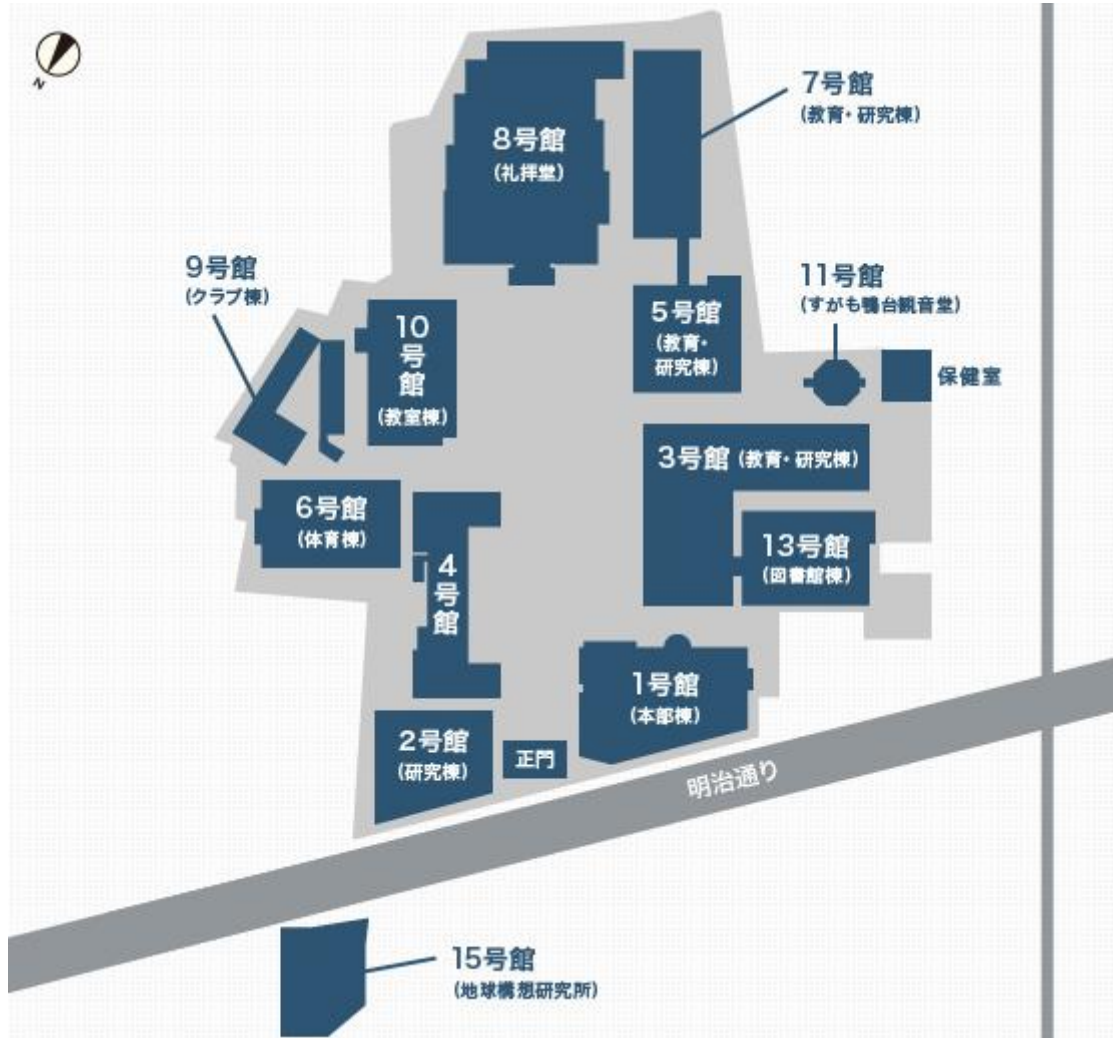 N
8号館
(礼拝堂)
7号館
(教育・研究棟)
9号館
(クラブ棟)
10
号
館
(教室棟)
5号館
(教育・
研究棟)
11号館
(すがも鴨台観音堂)
保健室
3号館 (教育・研究棟)
6号館
(体育棟)
4
号
館
13号館
(図書館棟)
1号館
(本部棟)
2号館
(研究棟)
正門
明治通り
15号館
(地球構想研究所)